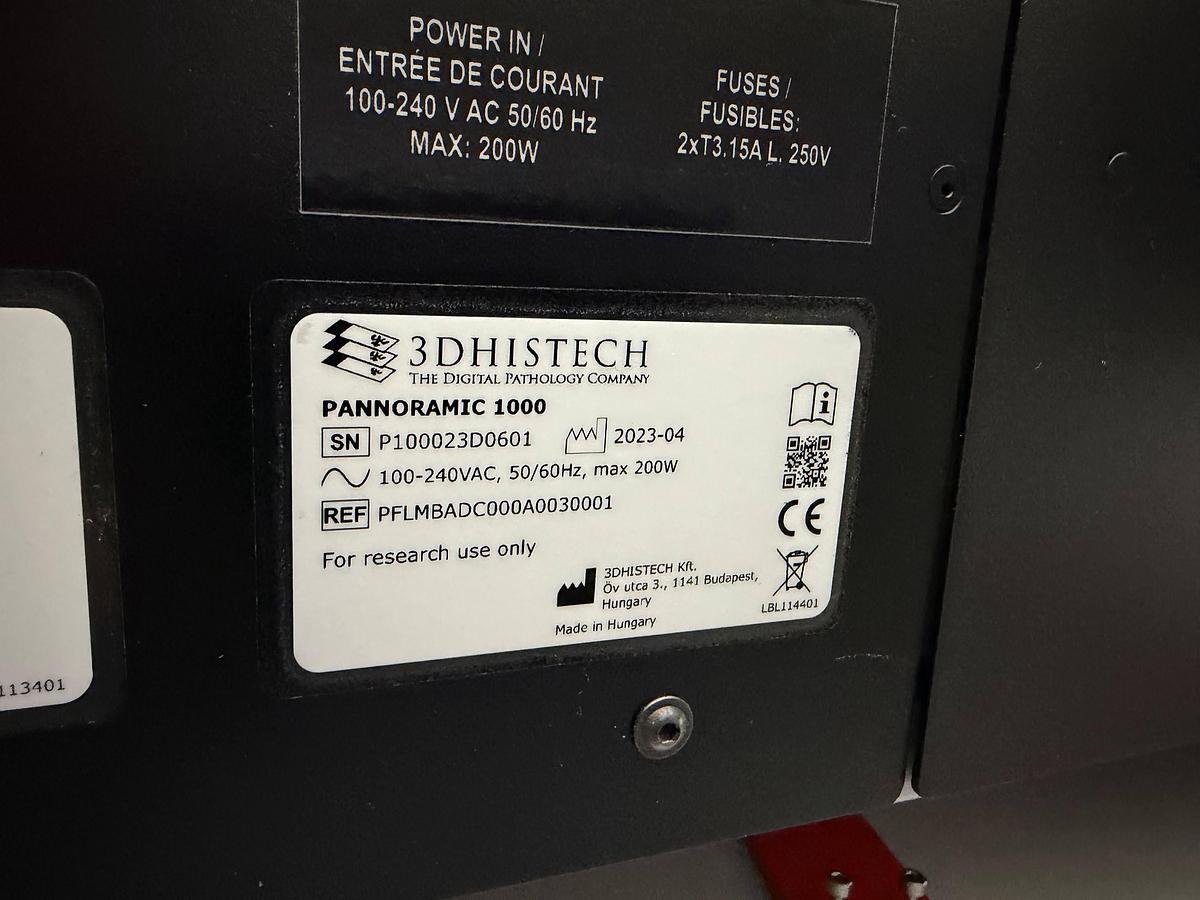 POWER IN /
ENTRÉE DE COURANT
100-240 V AC 50/60 Hz
MAX: 200W
FUSES /
FUSIBLES:
2xT3.15A L, 250V
3DHISTECH
THE DIGITAL PATHOLOGY COMPANY
PANNORAMIC 1000
SN P100023D0601 2023-04
100-240VAC, 50/60Hz, max 200W
REF PFLMBADC000A0030001
For research use only
3DHISTECH Kft.
Öv utca 3., 1141 Budapest,
Hungary
Made in Hungary
i
CE
LBL114401
113401